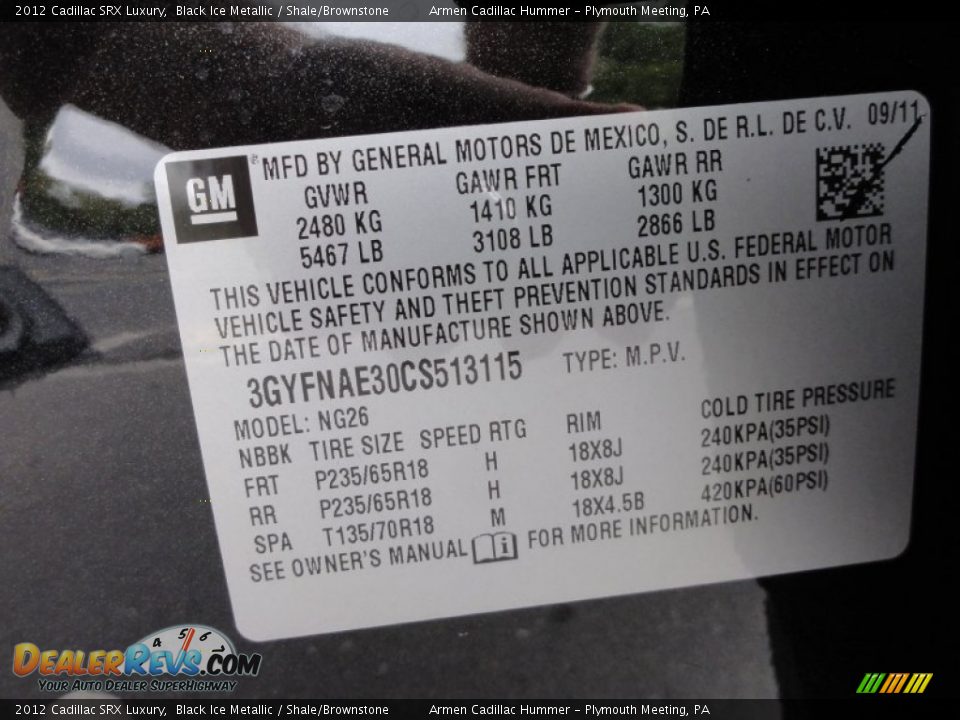 2012 Cadillac SRX Luxury, Black Ice Metallic / Shale/Brownstone Armen Cadillac Hummer - Plymouth Meeting, PA
GM ® MFD BY GENERAL MOTORS DE MEXICO, S. DE R.L. DE C.V. 09/11
GVWR GAWR FRT GAWR RR
2480 KG 1410 KG 1300 KG
5467 LB 3108 LB 2866 LB
THIS VEHICLE CONFORMS TO ALL APPLICABLE U.S. FEDERAL MOTOR
VEHICLE SAFETY AND THEFT PREVENTION STANDARDS IN EFFECT ON
THE DATE OF MANUFACTURE SHOWN ABOVE.
3GYFNAE30CS513115 TYPE: M.P.V.
MODEL: NG26
NBBK TIRE SIZE SPEED RTG RIM COLD TIRE PRESSURE
FRT P235/65R18 H 18X8J 240KPA(35PSI)
RR P235/65R18 H 18X8J 240KPA(35PSI)
SPA T135/70R18 M 18X4.5B 420KPA(60PSI)
SEE OWNER'S MANUAL i FOR MORE INFORMATION.
4 5 6
DEALERREVS.COM
YOUR AUTO DEALER SUPERHIGHWAY
2012 Cadillac SRX Luxury, Black Ice Metallic / Shale/Brownstone Armen Cadillac Hummer - Plymouth Meeting, PA